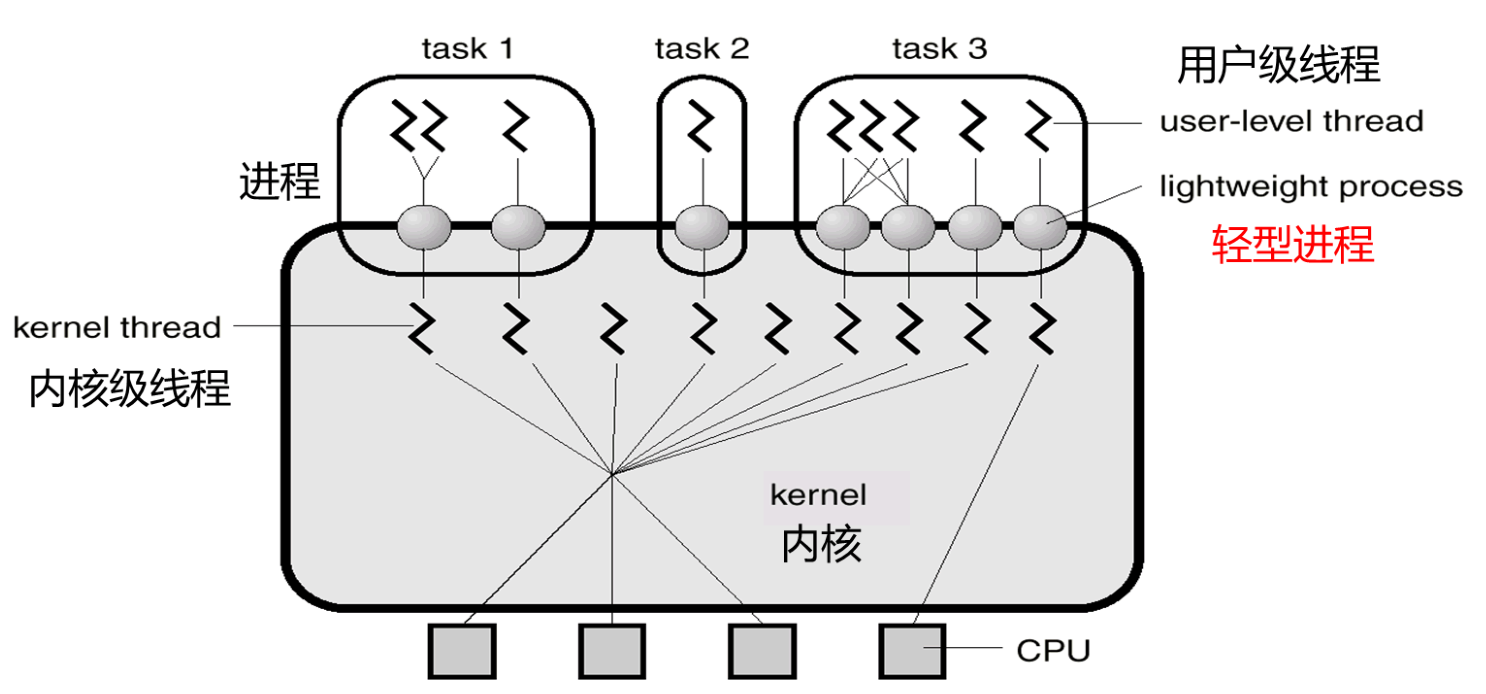 task 1
task 2
task 3
用户级线程
user-level thread
进程
lightweight process
轻型进程
kernel thread
内核级线程
kernel
内核
CPU